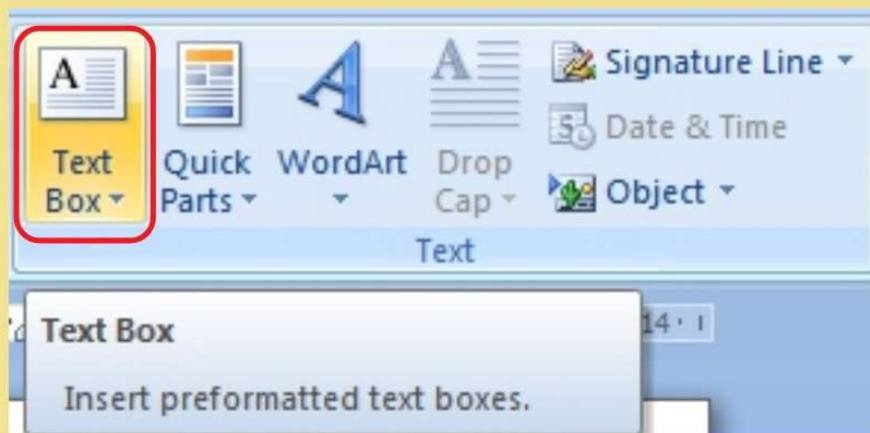 Text Box
Quick Parts
WordArt
Drop Cap
Signature Line
Date & Time
Object
Text
14
Text Box
Insert preformatted text boxes.